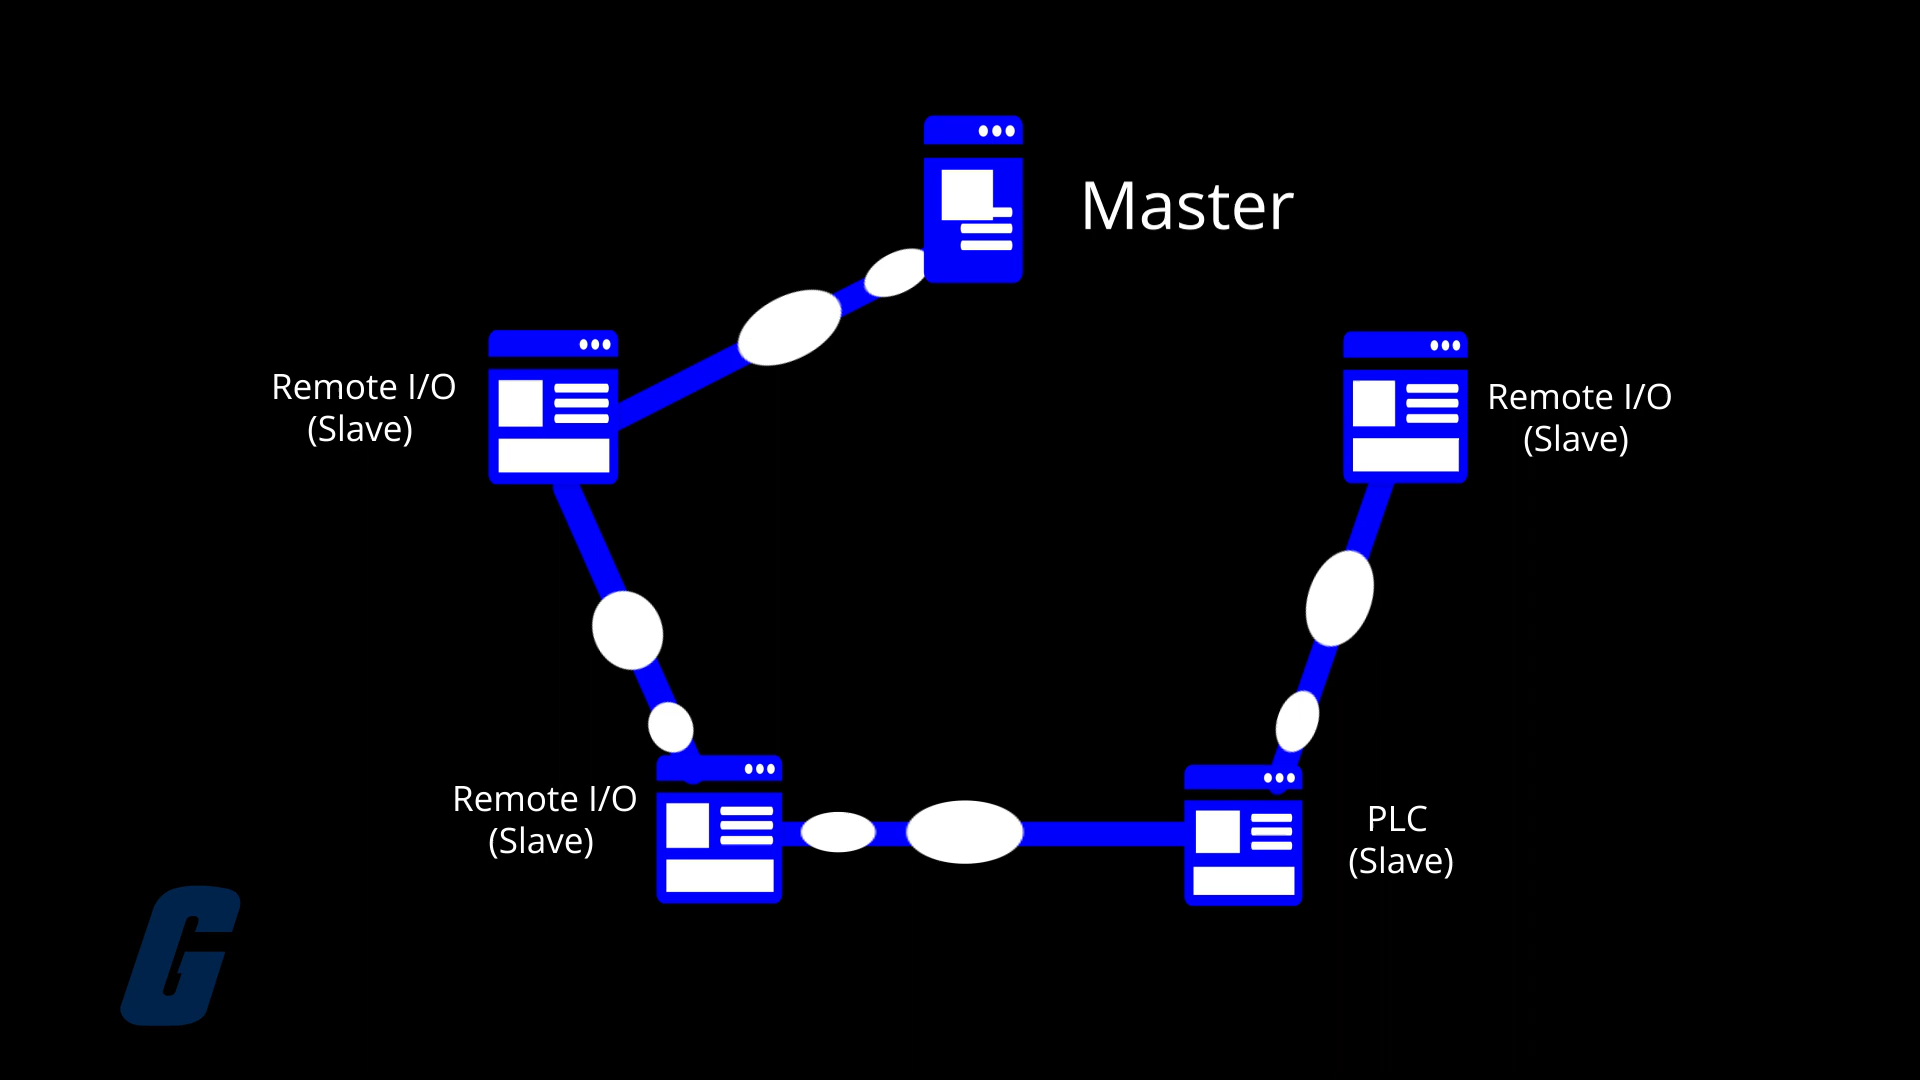 Master
Remote I/O
(Slave)
Remote I/O
(Slave)
Remote I/O
(Slave)
PLC
(Slave)
G